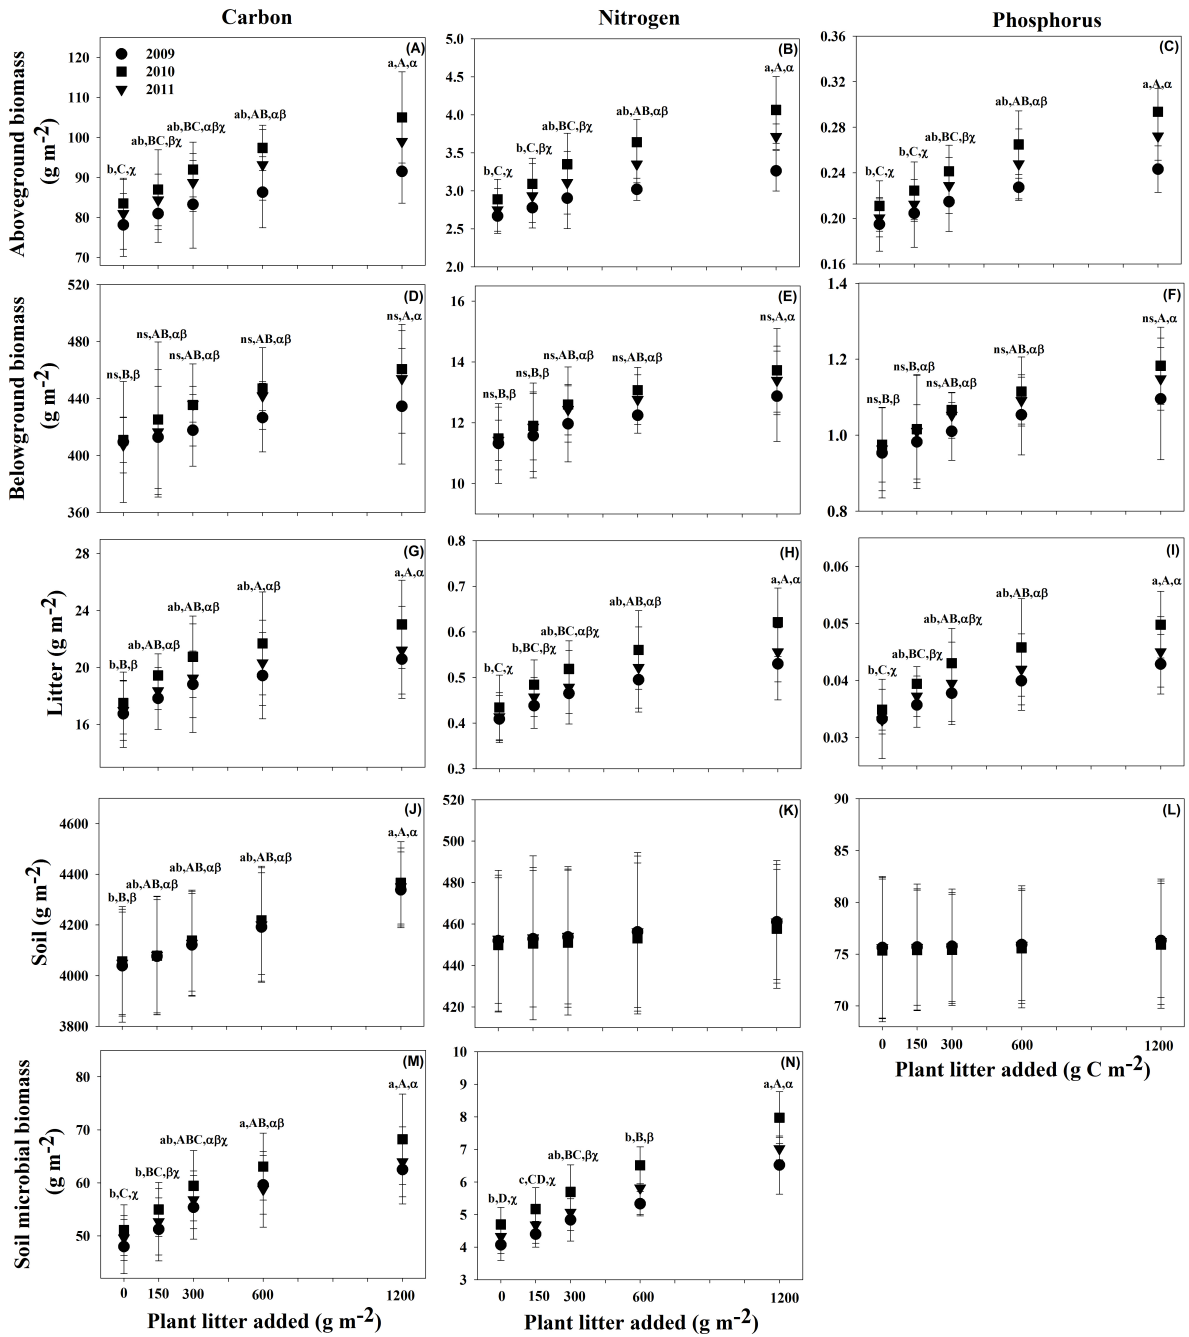 Carbon
Nitrogen
Phosphorus
Aboveground biomass
(g m-2)
(A)
2009
2010
2011
120
110
100
90
80
70
b,C,χ
ab,BC,βχ
ab,BC,αβχ
ab,AB,αβ
a,A,α
(B)
5.0
4.5
4.0
3.5
3.0
2.5
2.0
b,C,χ
b,C,βχ
ab,BC,βχ
ab,AB,αβ
a,A,α
(C)
0.36
0.32
0.28
0.24
0.20
0.16
b,C,χ
b,C,χ
ab,BC,βχ
ab,AB,αβ
a,A,α
Belowground biomass
(g m-2)
(D)
520
480
440
400
360
ns,B,β
ns,AB,αβ
ns,AB,αβ
ns,AB,αβ
ns,A,α
(E)
16
14
12
10
ns,B,β
ns,B,β
ns,AB,αβ
ns,AB,αβ
ns,A,α
(F)
1.4
1.2
1.0
0.8
ns,B,β
ns,B,αβ
ns,AB,αβ
ns,AB,αβ
ns,A,α
Litter (g m-2)
(G)
28
24
20
16
b,B,β
ab,AB,αβ
ab,AB,αβ
ab,A,αβ
a,A,α
(H)
0.8
0.7
0.6
0.5
0.4
0.3
b,C,χ
b,BC,βχ
ab,BC,αβχ
ab,AB,αβ
a,A,α
(I)
0.06
0.05
0.04
0.03
b,C,χ
ab,BC,βχ
ab,AB,αβχ
ab,AB,αβ
a,A,α
Soil (g m-2)
(J)
4600
4400
4200
4000
3800
b,B,β
ab,AB,αβ
ab,AB,αβ
ab,AB,αβ
a,A,α
(K)
520
500
480
460
440
420
(L)
90
85
80
75
70
0 150 300 600 1200
Plant litter added (g C m-2)
Soil microbial biomass
(g m-2)
(M)
80
70
60
50
b,C,χ
b,BC,βχ
ab,ABC,αβχ
a,AB,αβ
a,A,α
0 150 300 600 1200
Plant litter added (g m-2)
(N)
10
9
8
7
6
5
4
3
b,D,χ
c,CD,χ
ab,BC,βχ
b,B,β
a,A,α
0 150 300 600 1200
Plant litter added (g m-2)